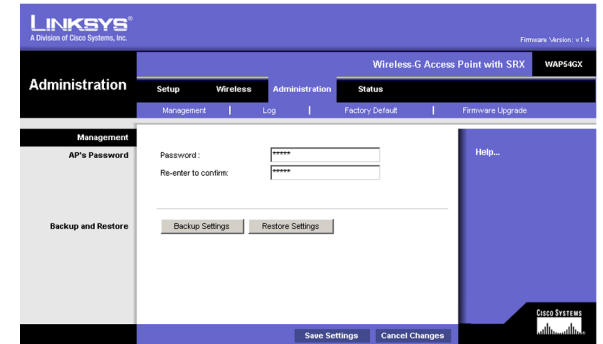 LINKSYS®
A Division of Cisco Systems, Inc.
Firmware Version: v1.4
Wireless-G Access Point with SRX WAP54GX
Administration
Setup Wireless Administration Status
Management | Log | Factory Default | Firmware Upgrade
Management
AP's Password
Password :
*****
Re-enter to confirm:
*****
Help...
Backup and Restore
Backup Settings Restore Settings
CISCO SYSTEMS
Save Settings Cancel Changes